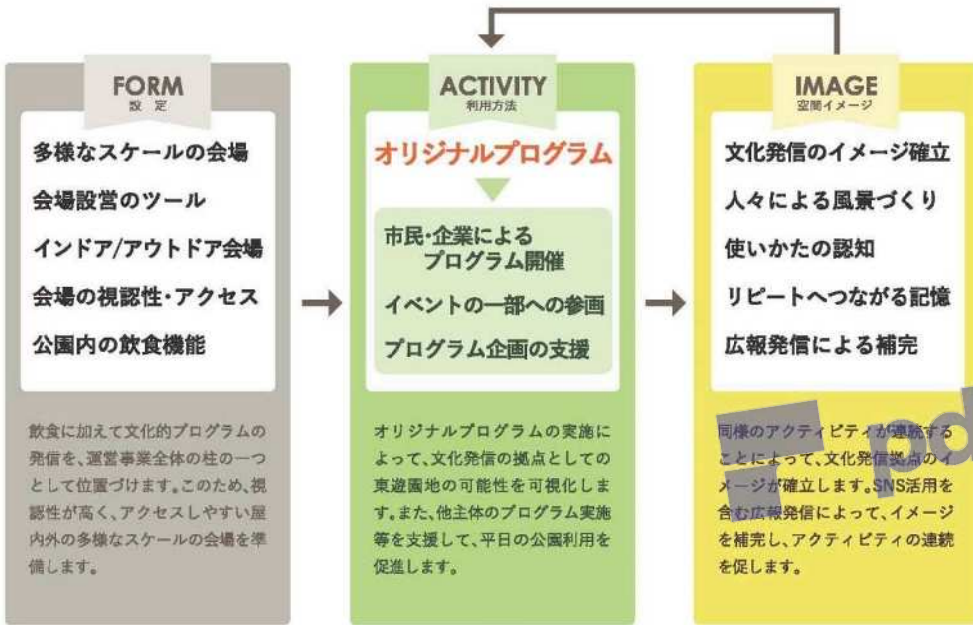 FORM
設 定
多様なスケールの会場
会場設営のツール
インドア/アウトドア会場
会場の視認性・アクセス
公園内の飲食機能
飲食に加えて文化的プログラムの
発信を、運営事業全体の柱の一つ
として位置づけます。このため、視
認性が高く、アクセスしやすい屋
内外の多様なスケールの会場を準
備します。
ACTIVITY
利用方法
オリジナルプログラム
市民・企業による
プログラム開催
イベントの一部への参画
プログラム企画の支援
オリジナルプログラムの実施に
よって、文化発信の拠点としての
東遊園地の可能性を可視化しま
す。また、他主体のプログラム実施
等を支援して、平日の公園利用を
促進します。
IMAGE
空間イメージ
文化発信のイメージ確立
人々による風景づくり
使いかたの認知
リピートへつながる記憶
広報発信による補完
同様のアクティビティが連続する
ことによって、文化発信拠点のイ
メージが確立します。SNS活用を
含む広報発信によって、イメージ
を補完し、アクティビティの連続
を促します。